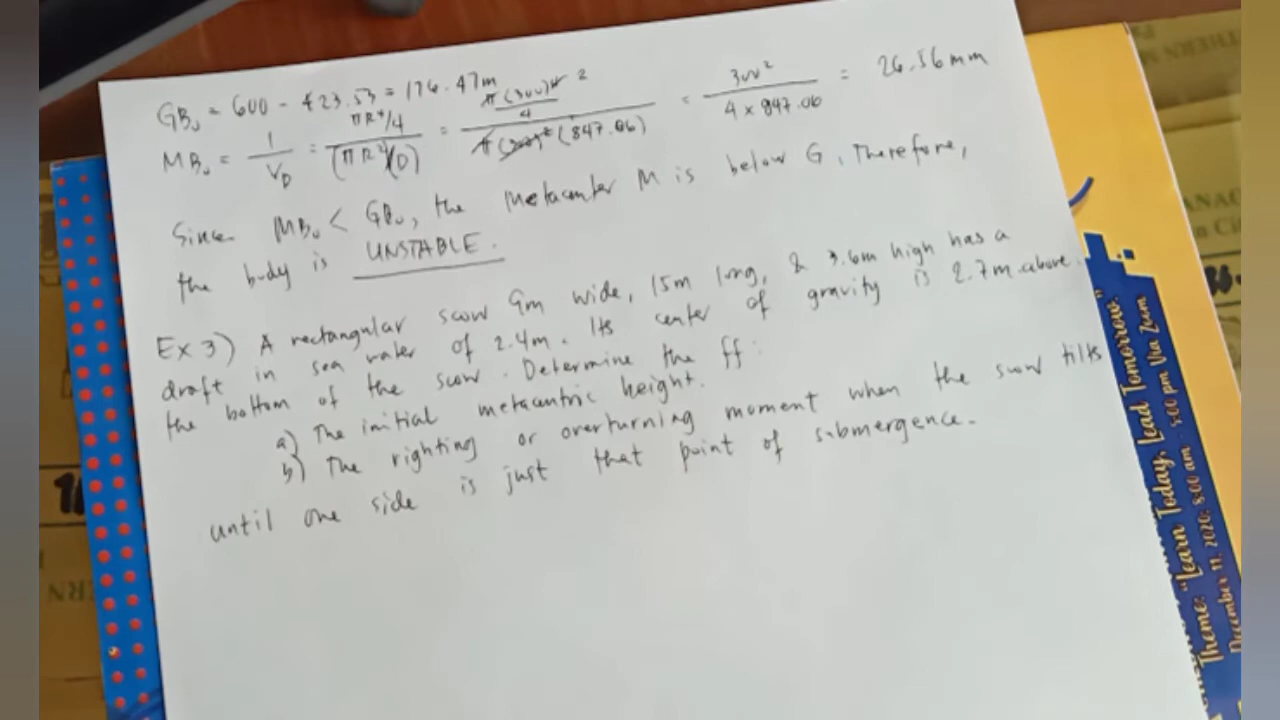 GB₀ = 600 - 423.53 = 176.47m
MB₀ = 1/V_D = (πR⁴/4)/((πR²)(D)) = (π(300)⁴/4)/(π(300)²(847.06)) = 300²/(4 x 847.06) = 26.56mm
Since MB₀ < GB₀, the metacenter M is below G, Therefore,
the body is UNSTABLE.
Ex 3) A rectangular scow 9m wide, 15m long, & 3.6m high has a
draft in sea water of 2.4m. Its center of gravity is 2.7m above
the bottom of the scow. Determine the ff:
a) The initial metacentric height.
b) The righting or overturning moment when the scow tilts
until one side is just that point of submergence.
Theme: "Learn Today, Lead Tomorrow."
December 11, 2020; 8:00 am - 5:00 pm Via Zoom